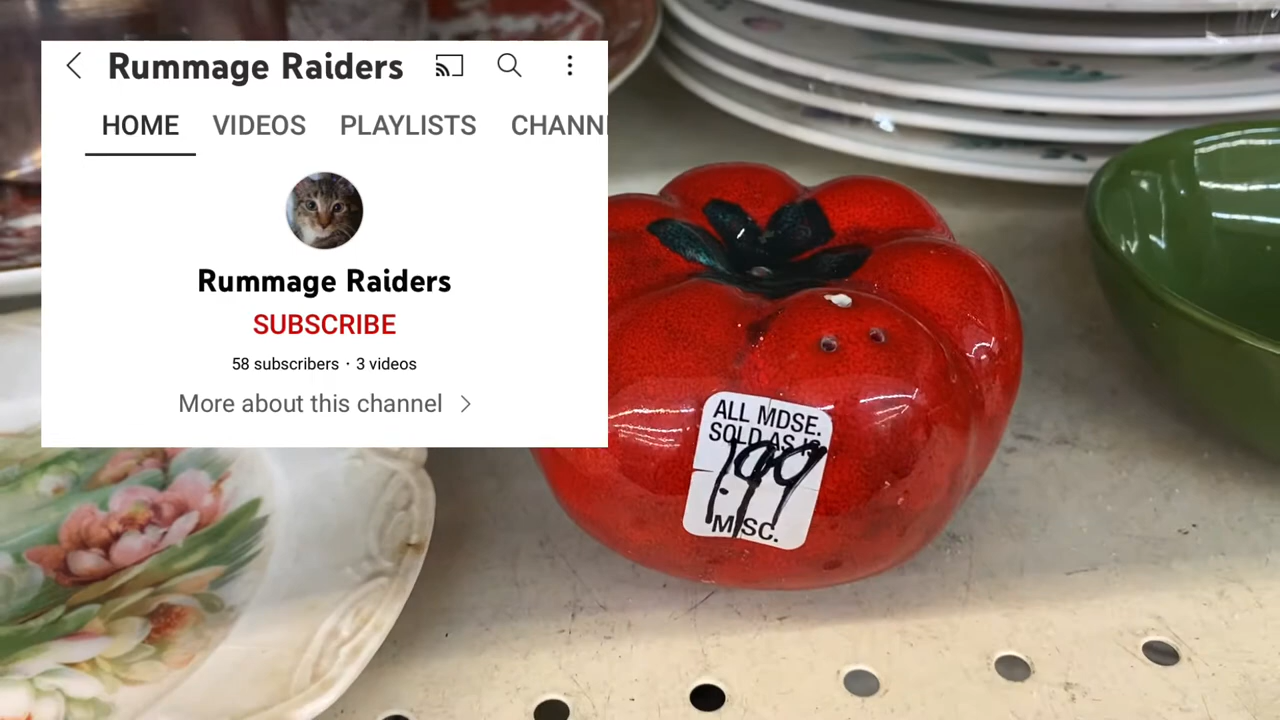 Rummage Raiders
HOME VIDEOS PLAYLISTS CHANN
Rummage Raiders
SUBSCRIBE
58 subscribers · 3 videos
More about this channel
ALL MDSE.
SOLD AS IS
1.99
MISC.